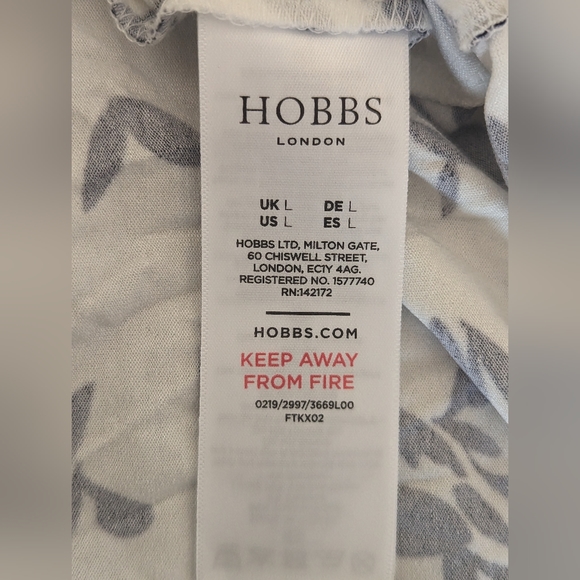 HOBBS
LONDON
UK L DE L
US L ES L
HOBBS LTD, MILTON GATE,
60 CHISWELL STREET,
LONDON, EC1Y 4AG.
REGISTERED NO. 1577740
RN:142172
HOBBS.COM
KEEP AWAY
FROM FIRE
0219/2997/3669L00
FTKX02